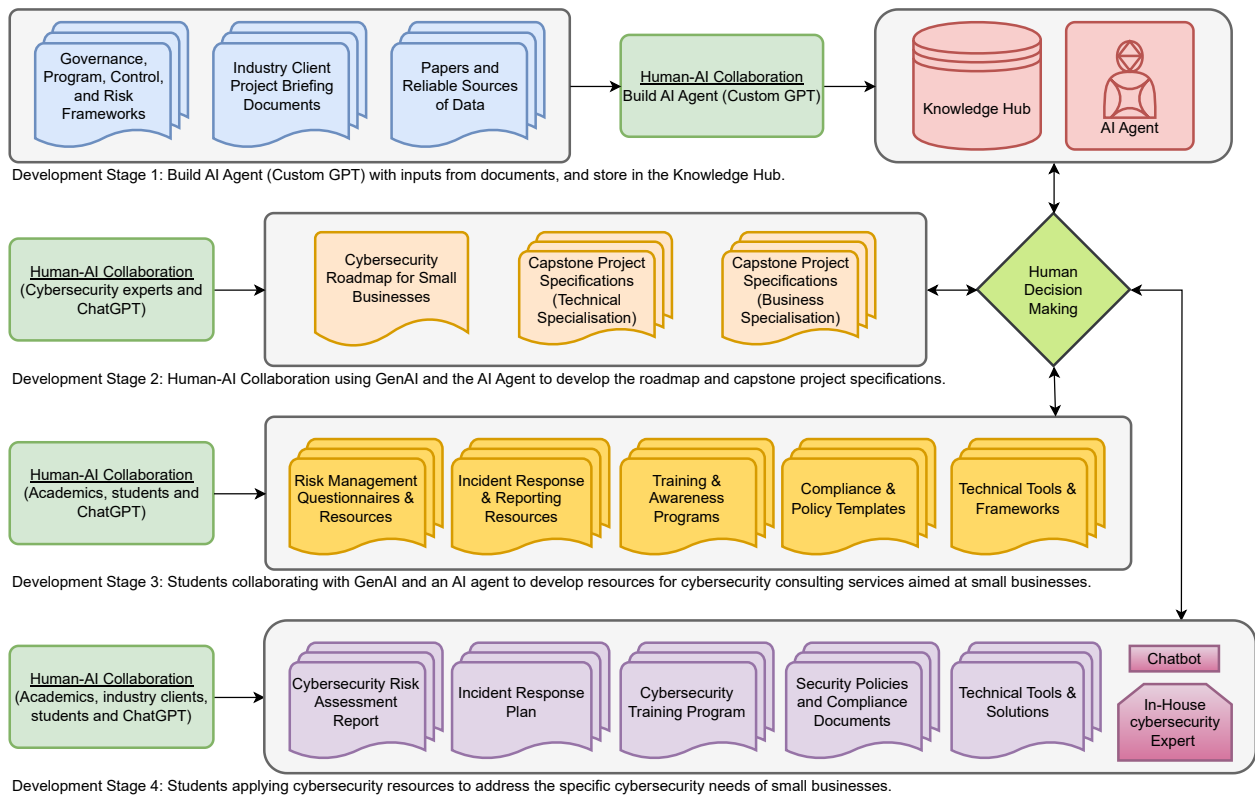 Governance,
Program, Control,
and Risk
Frameworks
Industry Client
Project Briefing
Documents
Papers and
Reliable Sources
of Data
Human-AI Collaboration
Build AI Agent (Custom GPT)
Knowledge Hub
AI Agent
Development Stage 1: Build AI Agent (Custom GPT) with inputs from documents, and store in the Knowledge Hub.
Human-AI Collaboration
(Cybersecurity experts and
ChatGPT)
Cybersecurity
Roadmap for Small
Businesses
Capstone Project
Specifications
(Technical
Specialisation)
Capstone Project
Specifications
(Business
Specialisation)
Human
Decision
Making
Development Stage 2: Human-AI Collaboration using GenAI and the AI Agent to develop the roadmap and capstone project specifications.
Human-AI Collaboration
(Academics, students and
ChatGPT)
Risk Management
Questionnaires &
Resources
Incident Response
& Reporting
Resources
Training &
Awareness
Programs
Compliance &
Policy Templates
Technical Tools &
Frameworks
Development Stage 3: Students collaborating with GenAI and an AI agent to develop resources for cybersecurity consulting services aimed at small businesses.
Human-AI Collaboration
(Academics, industry clients,
students and ChatGPT)
Cybersecurity Risk
Assessment
Report
Incident Response
Plan
Cybersecurity
Training Program
Security Policies
and Compliance
Documents
Technical Tools &
Solutions
Chatbot
In-House
cybersecurity
Expert
Development Stage 4: Students applying cybersecurity resources to address the specific cybersecurity needs of small businesses.